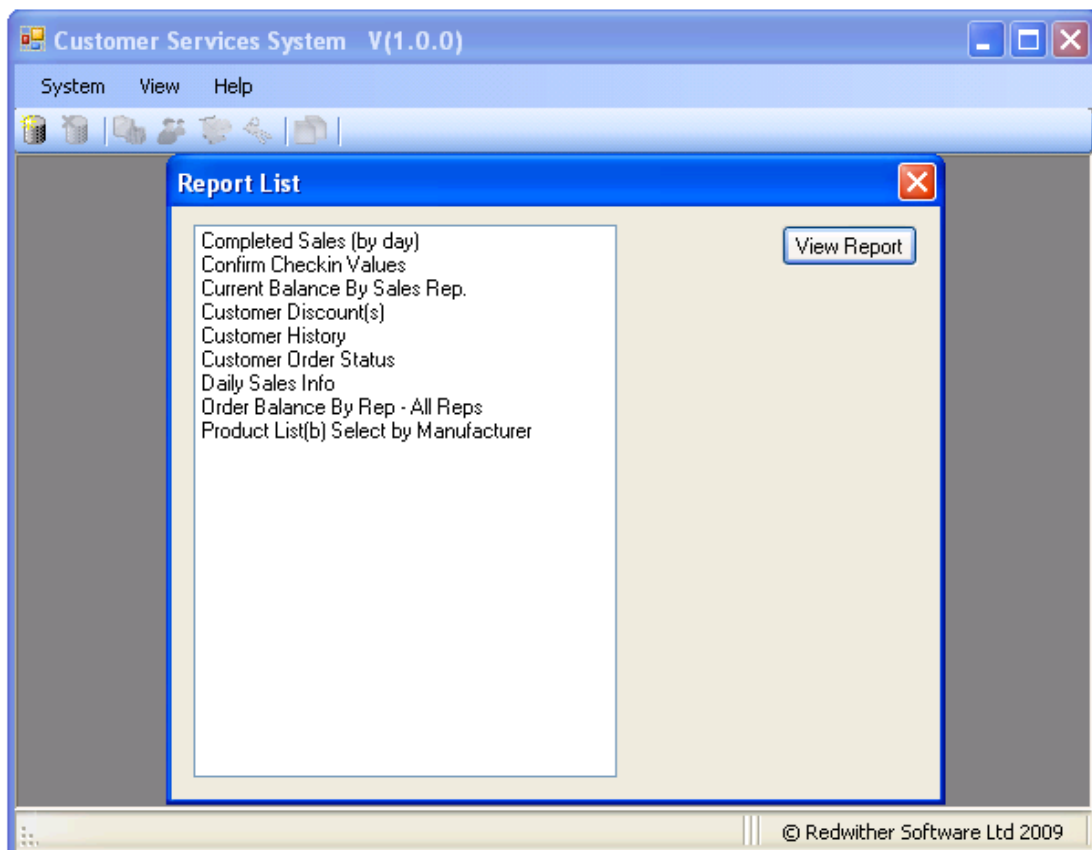 Customer Services System V(1.0.0)
System View Help
Report List
Completed Sales (by day)
Confirm Checkin Values
Current Balance By Sales Rep.
Customer Discount(s)
Customer History
Customer Order Status
Daily Sales Info
Order Balance By Rep - All Reps
Product List(b) Select by Manufacturer
View Report
© Redwither Software Ltd 2009